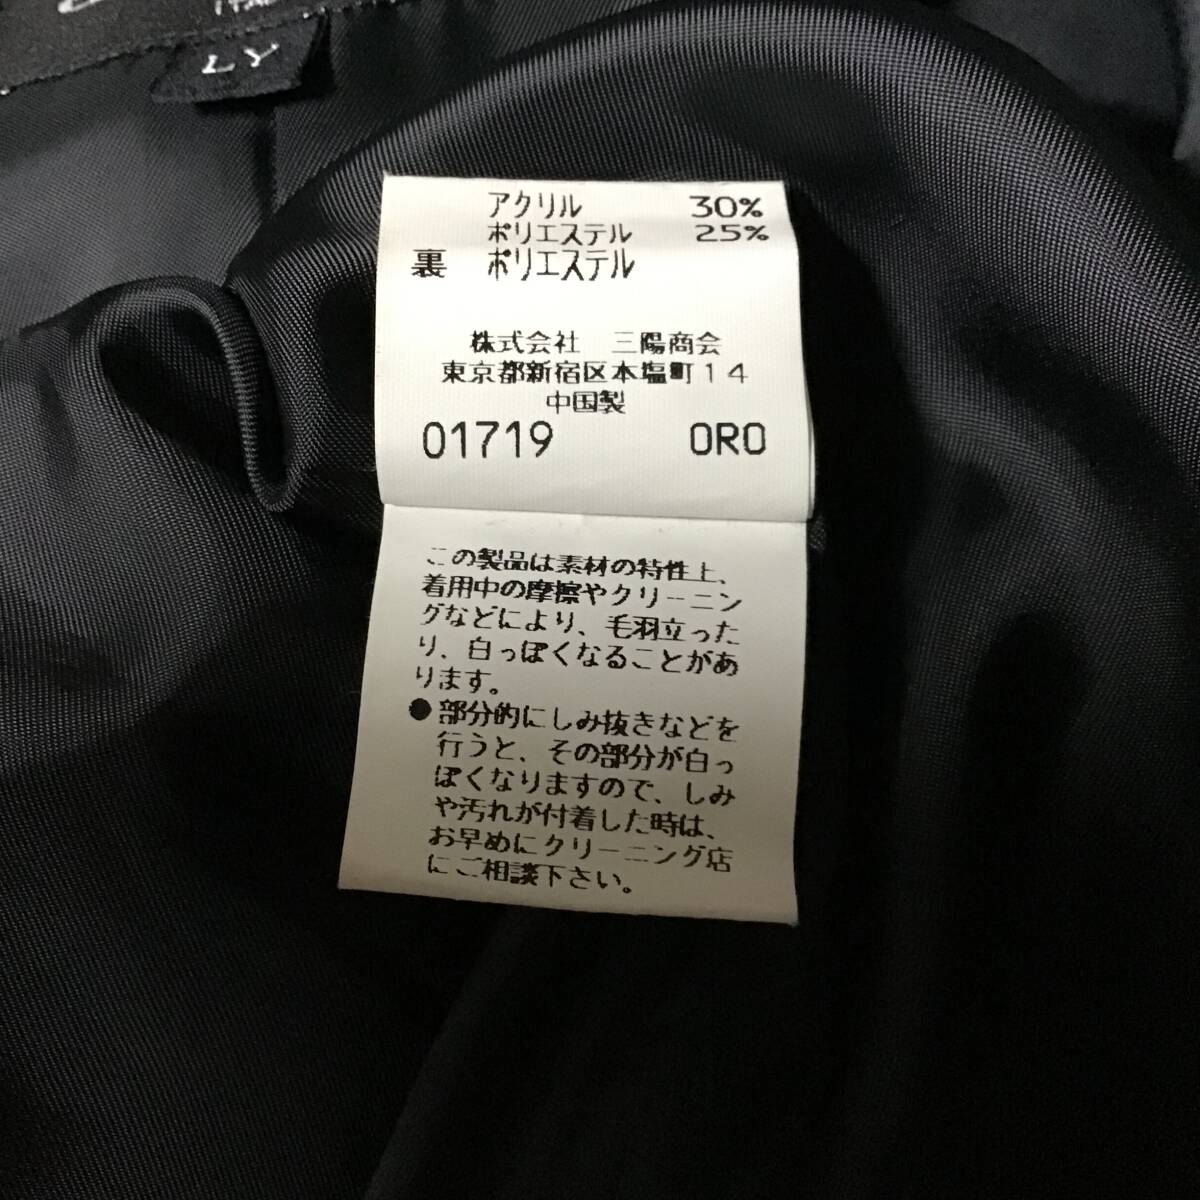 LY
アクリル 30%
ポリエステル 25%
裏 ポリエステル
株式会社 三陽商会
東京都新宿区本塩町14
中国製
01719 ORO
この製品は素材の特性上、
着用中の摩擦やクリーニン
グなどにより、毛羽立った
り、白っぽくなることがあ
ります。
●部分的にしみ抜きなどを
行うと、その部分が白っ
ぽくなりますので、しみ
や汚れが付着した時は、
お早めにクリーニング店
にご相談下さい。